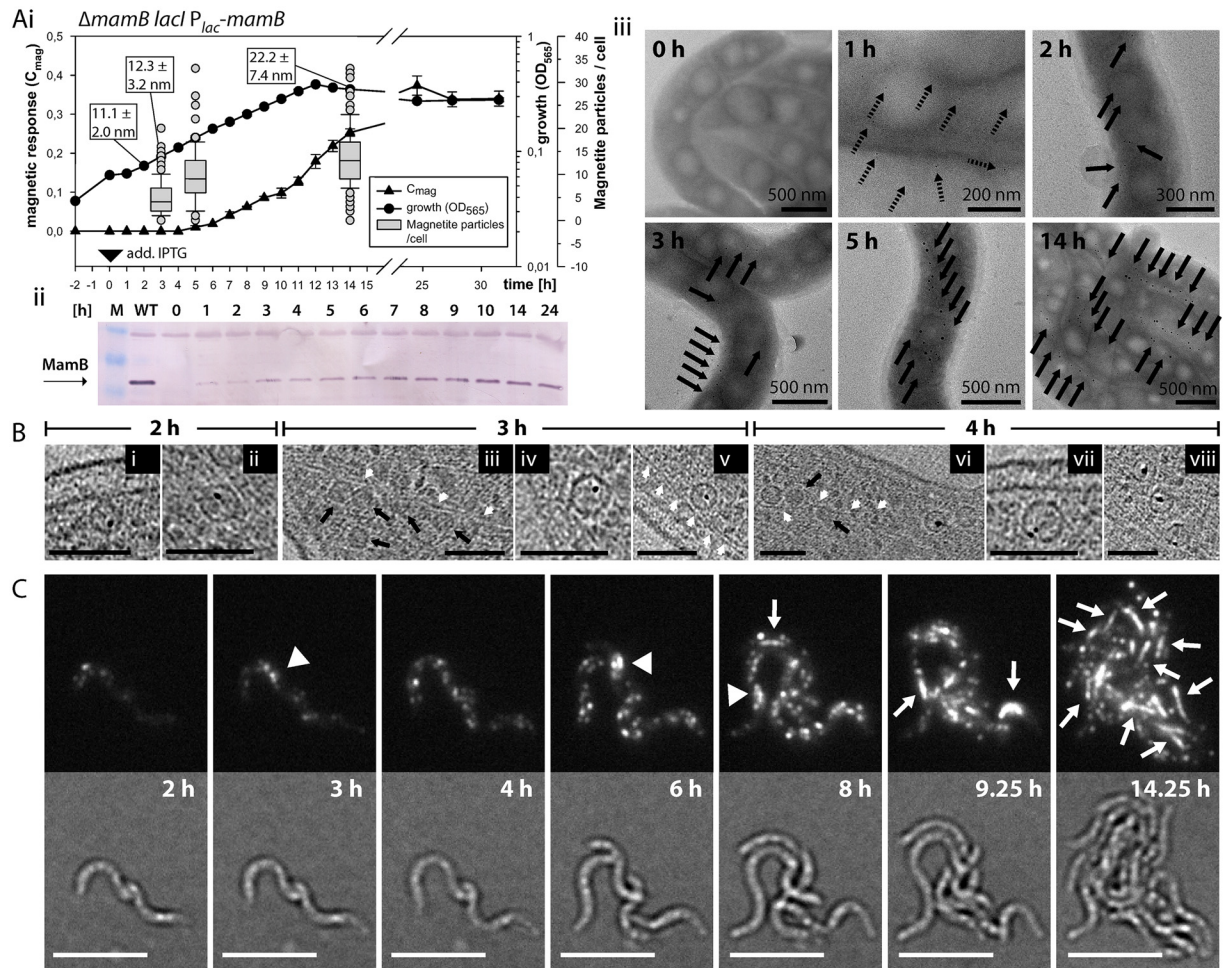 Ai
ΔmamB lacI Plac-mamB
magnetic response (Cmag)
0,5
0,4
0,3
0,2
0,1
0,0
11.1 ±
2.0 nm
12.3 ±
3.2 nm
22.2 ±
7.4 nm
Cmag
growth (OD565)
Magnetite particles
/cell
add. IPTG
1
0,1
0,01
growth (OD565)
40
35
30
25
20
15
10
5
0
-5
-10
Magnetite particles / cell
-2 -1 0 1 2 3 4 5 6 7 8 9 10 11 12 13 14 15 25 30
time [h]
ii
[h] M WT 0 1 2 3 4 5 6 7 8 9 10 14 24
MamB
iii
0 h
500 nm
1 h
200 nm
2 h
300 nm
3 h
500 nm
5 h
500 nm
14 h
500 nm
B
2 h 3 h 4 h
i ii iii iv v vi vii viii
C
2 h 3 h 4 h 6 h 8 h 9.25 h 14.25 h